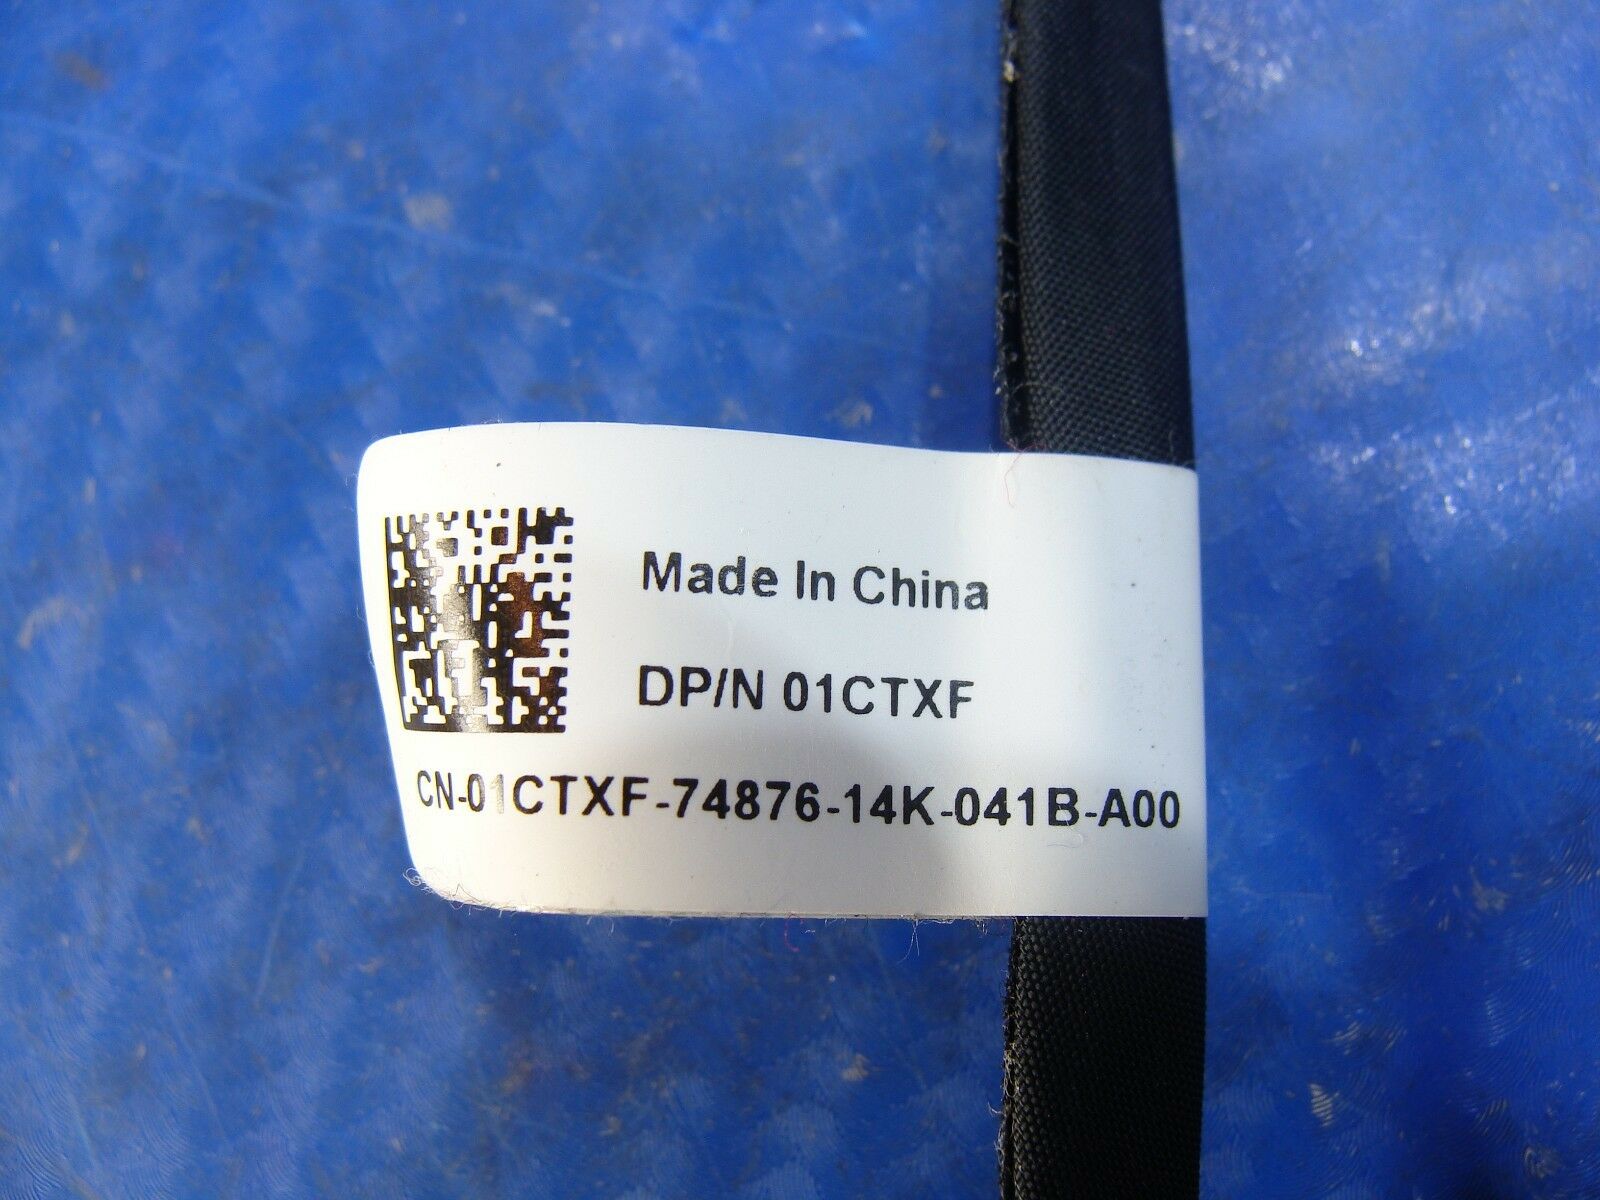 Made In China
DP/N 01CTXF
CN-01CTXF-74876-14K-041B-A00